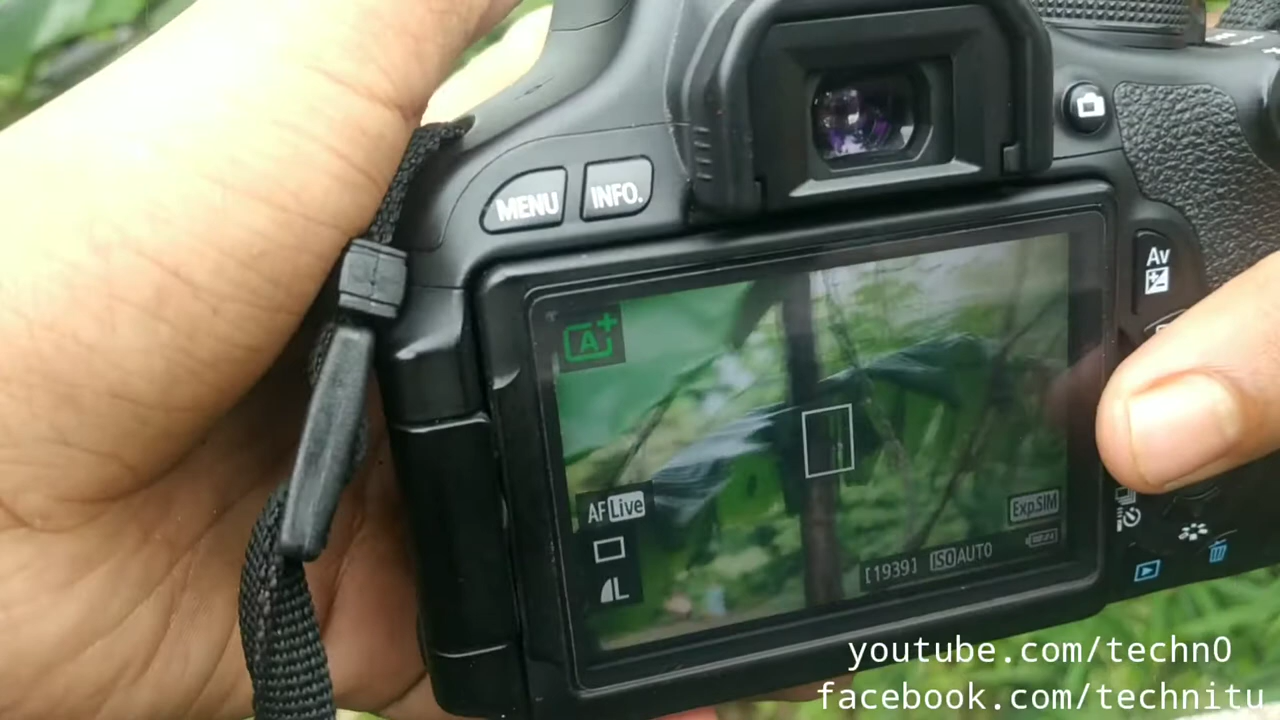 MENU INFO.
Av
A+
AF Live
L
Exp.SIM
[1939] ISO AUTO
youtube.com/techn0
facebook.com/technitu